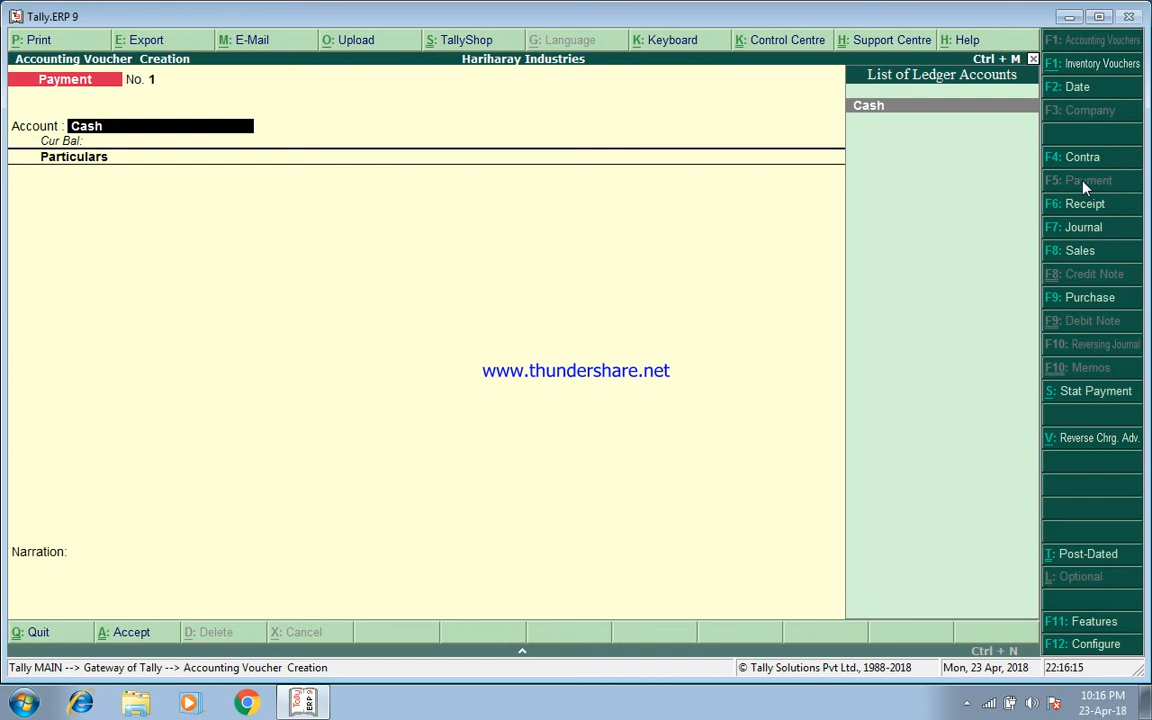 Tally.ERP 9
P: Print E: Export M: E-Mail O: Upload S: TallyShop G: Language K: Keyboard K: Control Centre H: Support Centre H: Help
Accounting Voucher Creation Hariharay Industries Ctrl + M
Payment No. 1
Account : Cash
Cur Bal:
Particulars
Narration:
List of Ledger Accounts
Cash
F1: Accounting Vouchers
F1: Inventory Vouchers
F2: Date
F3: Company
F4: Contra
F5: Payment
F6: Receipt
F7: Journal
F8: Sales
F8: Credit Note
F9: Purchase
F9: Debit Note
F10: Reversing Journal
F10: Memos
S: Stat Payment
V: Reverse Chrg. Adv.
T: Post-Dated
L: Optional
F11: Features
F12: Configure
www.thundershare.net
Q: Quit A: Accept D: Delete X: Cancel
Ctrl + N
Tally MAIN --> Gateway of Tally --> Accounting Voucher Creation © Tally Solutions Pvt Ltd., 1988-2018 Mon, 23 Apr, 2018 22:16:15
Tally ERP 9
10:16 PM
23-Apr-18